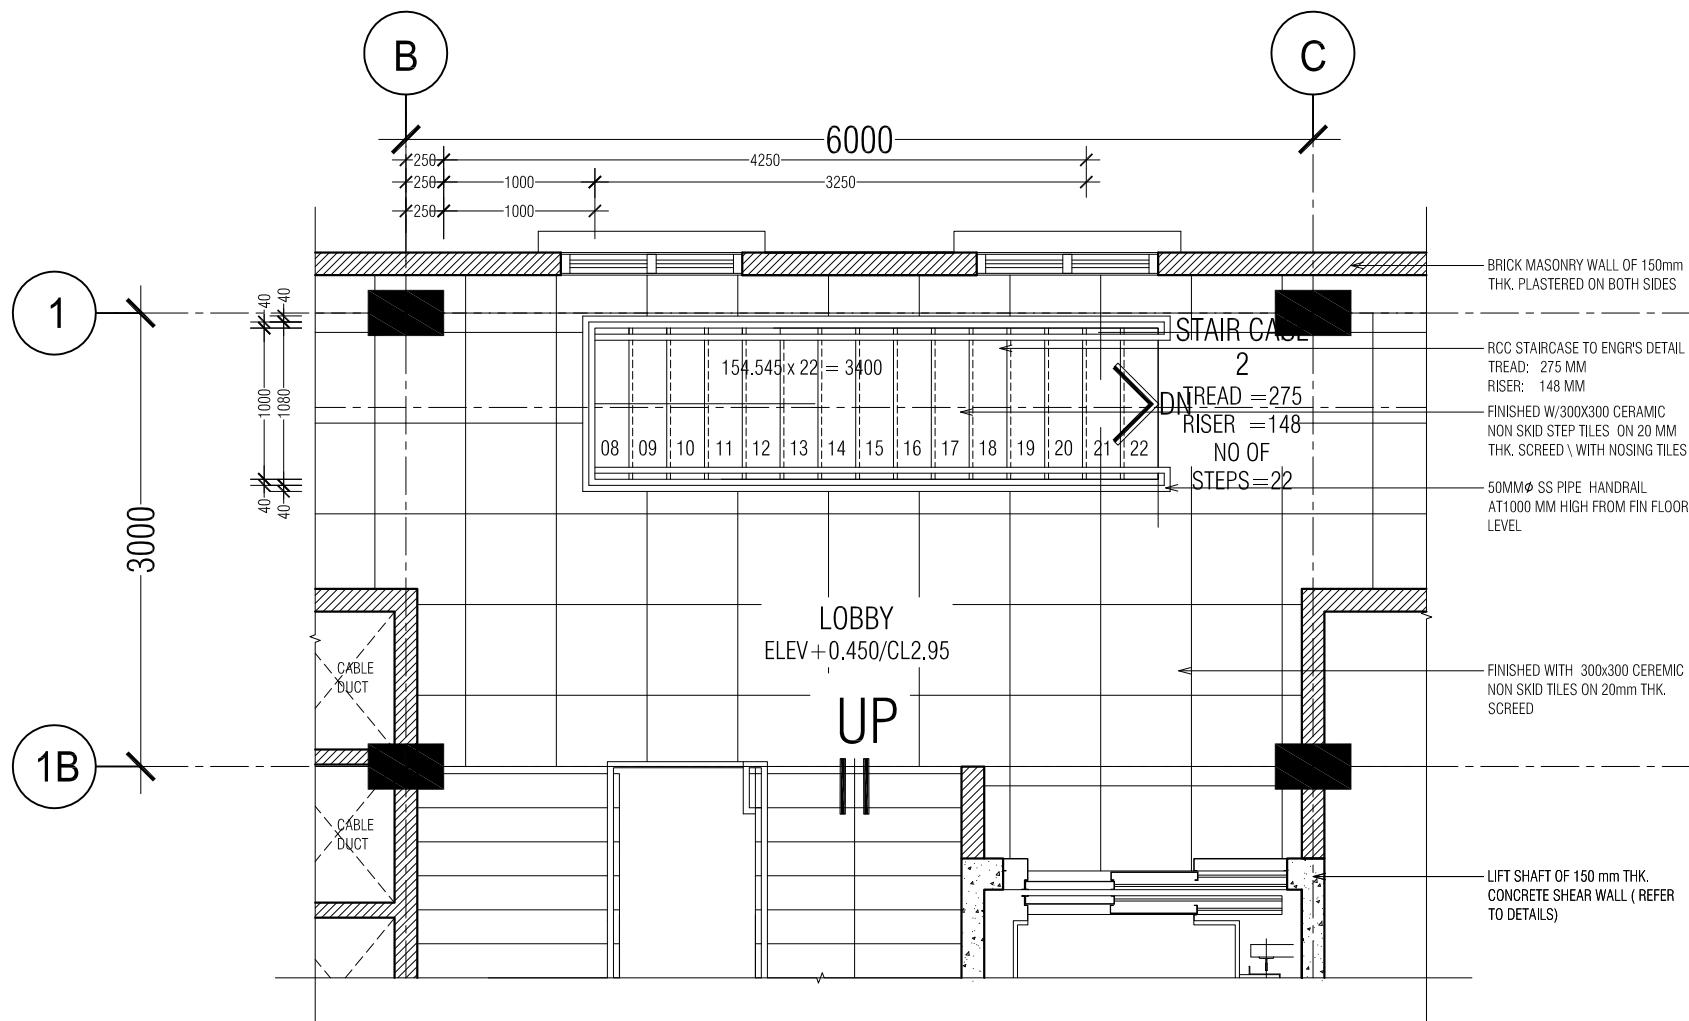 B
C
6000
250
4250
250
1000
3250
250
1000
1
1B
3000
40
40
1000
1080
40
40
BRICK MASONRY WALL OF 150mm
THK. PLASTERED ON BOTH SIDES
STAIR CASE
2
TREAD =275
RISER =148
NO OF
STEPS=22
DN
154.545 x 22 = 3400
08 09 10 11 12 13 14 15 16 17 18 19 20 21 22
RCC STAIRCASE TO ENGR'S DETAIL
TREAD: 275 MM
RISER: 148 MM
FINISHED W/300X300 CERAMIC
NON SKID STEP TILES ON 20 MM
THK. SCREED \ WITH NOSING TILES
50MMØ SS PIPE HANDRAIL
AT1000 MM HIGH FROM FIN FLOOR
LEVEL
LOBBY
ELEV+0.450/CL2.95
UP
CABLE
DUCT
CABLE
DUCT
FINISHED WITH 300x300 CEREMIC
NON SKID TILES ON 20mm THK.
SCREED
LIFT SHAFT OF 150 mm THK.
CONCRETE SHEAR WALL ( REFER
TO DETAILS)